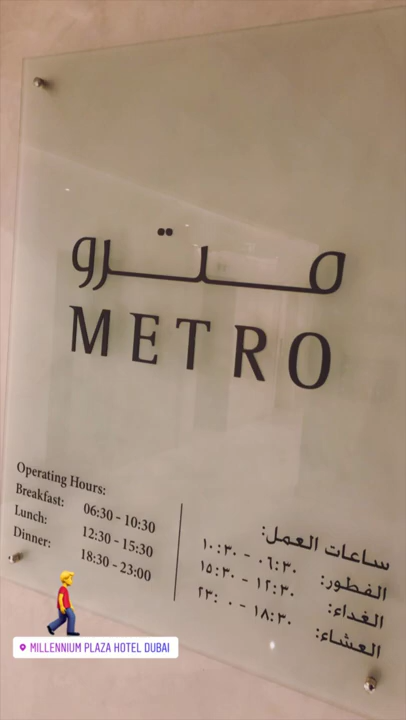 مترو
METRO
Operating Hours:
Breakfast: 06:30 - 10:30
Lunch: 12:30 - 15:30
Dinner: 18:30 - 23:00
ساعات العمل:
الفطور: ٠٦:٣٠ - ١٠:٣٠
الغداء: ١٢:٣٠ - ١٥:٣٠
العشاء: ١٨:٣٠ - ٢٣:٠٠
MILLENNIUM PLAZA HOTEL DUBAI